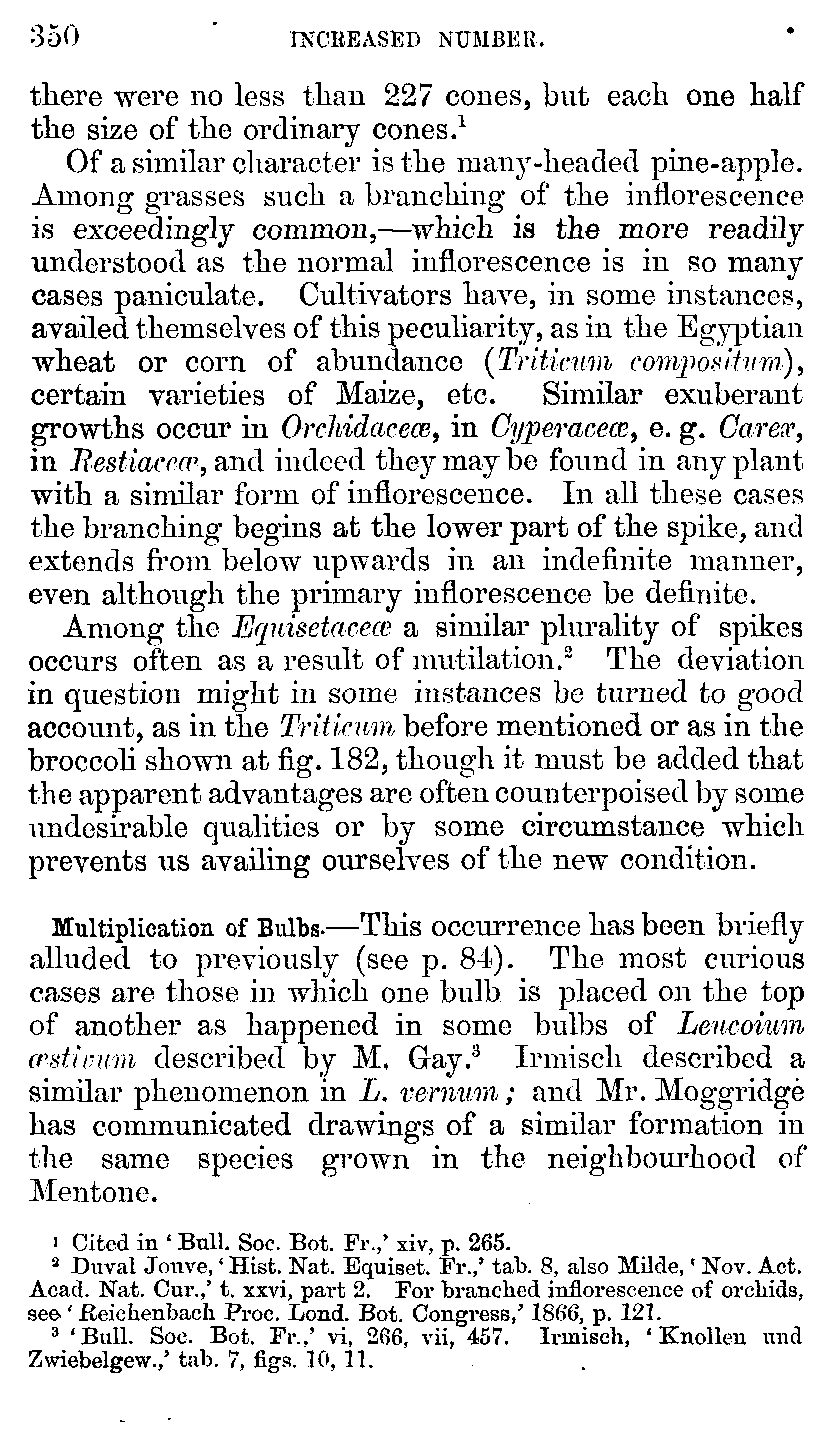 350 INCREASED NUMBER.
there were no less than 227 cones, but each one half
the size of the ordinary cones.¹
Of a similar character is the many-headed pine-apple.
Among grasses such a branching of the inflorescence
is exceedingly common,—which is the more readily
understood as the normal inflorescence is in so many
cases paniculate. Cultivators have, in some instances,
availed themselves of this peculiarity, as in the Egyptian
wheat or corn of abundance (Triticum compositum),
certain varieties of Maize, etc. Similar exuberant
growths occur in Orchidaceæ, in Cyperaceæ, e. g. Carex,
in Restiaceæ, and indeed they may be found in any plant
with a similar form of inflorescence. In all these cases
the branching begins at the lower part of the spike, and
extends from below upwards in an indefinite manner,
even although the primary inflorescence be definite.
Among the Equisetaceæ a similar plurality of spikes
occurs often as a result of mutilation.² The deviation
in question might in some instances be turned to good
account, as in the Triticum before mentioned or as in the
broccoli shown at fig. 182, though it must be added that
the apparent advantages are often counterpoised by some
undesirable qualities or by some circumstance which
prevents us availing ourselves of the new condition.
Multiplication of Bulbs.—This occurrence has been briefly
alluded to previously (see p. 84). The most curious
cases are those in which one bulb is placed on the top
of another as happened in some bulbs of Leucoium
æstivum described by M. Gay.³ Irmisch described a
similar phenomenon in L. vernum; and Mr. Moggridge
has communicated drawings of a similar formation in
the same species grown in the neighbourhood of
Mentone.
¹ Cited in ‘Bull. Soc. Bot. Fr.,’ xiv, p. 265.
² Duval Jouve, ‘Hist. Nat. Equiset. Fr.,’ tab. 8, also Milde, ‘Nov. Act.
Acad. Nat. Cur.,’ t. xxvi, part 2. For branched inflorescence of orchids,
see ‘Reichenbach Proc. Lond. Bot. Congress,’ 1866, p. 121.
³ ‘Bull. Soc. Bot. Fr.,’ vi, 266, vii, 457. Irmisch, ‘Knollen und
Zwiebelgew.,’ tab. 7, figs. 10, 11.